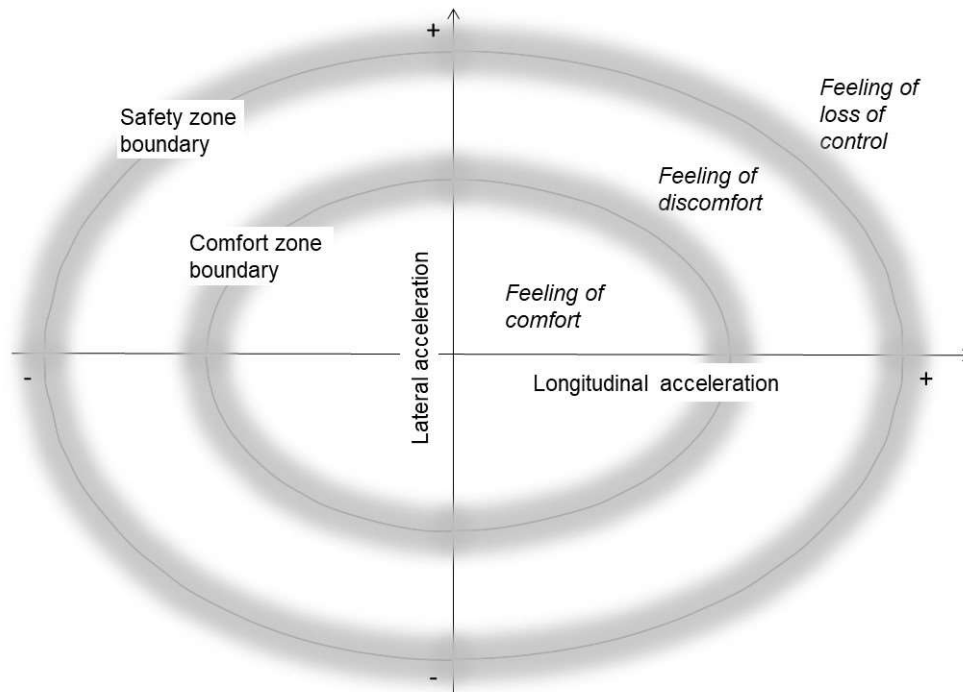 +
Feeling of
loss of
control
Safety zone
boundary
Feeling of
discomfort
Comfort zone
boundary
Feeling of
comfort
Lateral acceleration
-
Longitudinal acceleration
+
-